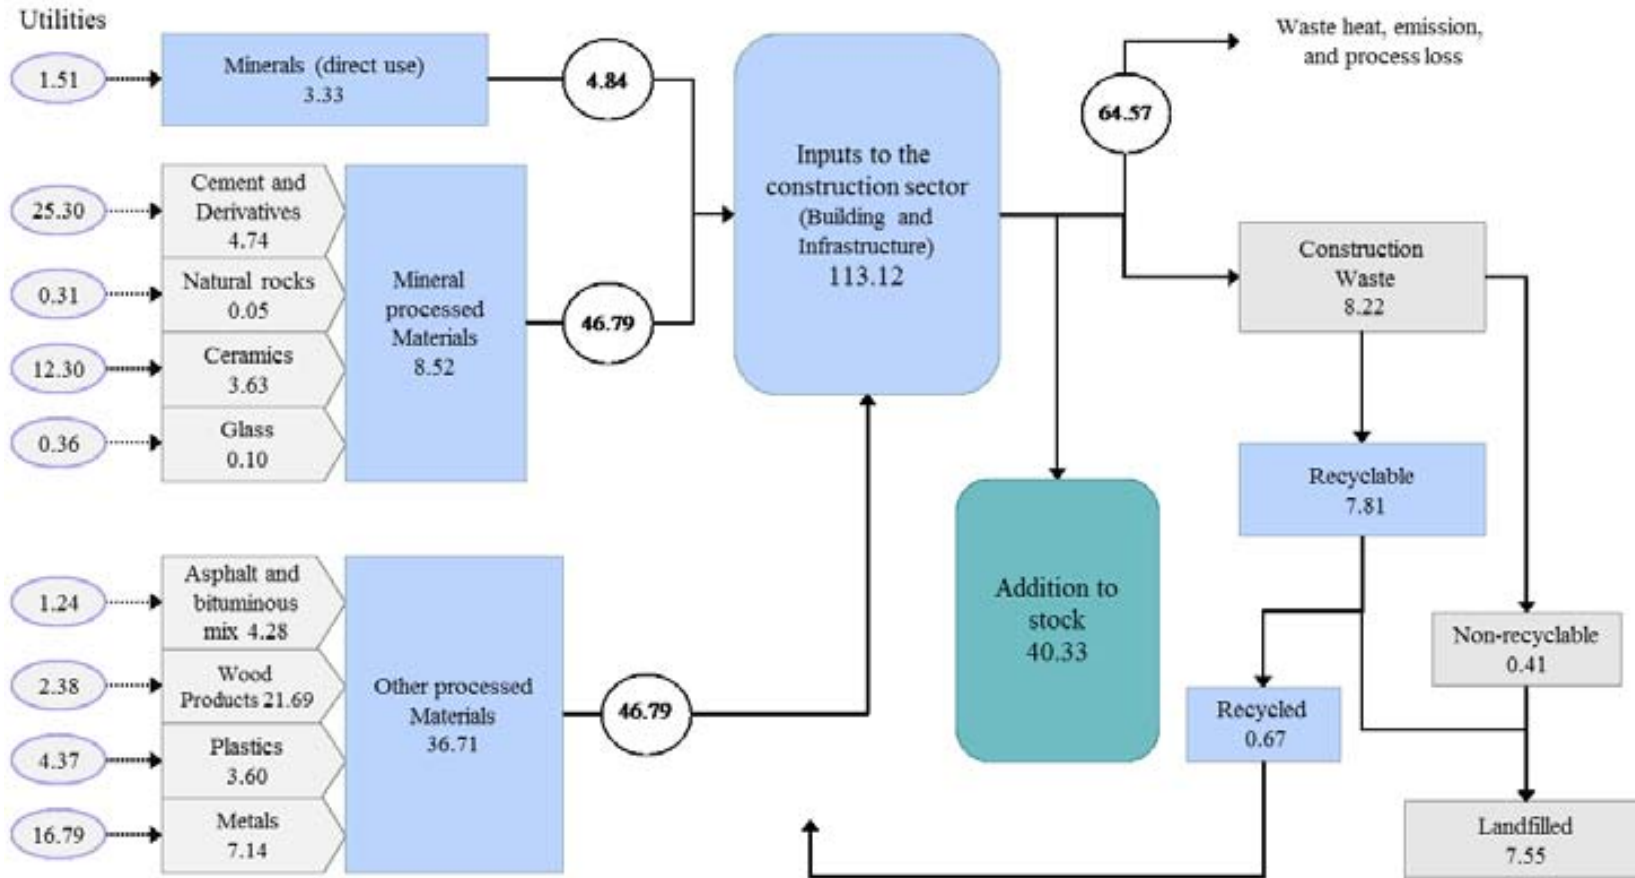 Utilities
1.51
Minerals (direct use)
3.33
4.84
25.30
Cement and
Derivatives
4.74
0.31
Natural rocks
0.05
12.30
Ceramics
3.63
0.36
Glass
0.10
Mineral
processed
Materials
8.52
46.79
1.24
Asphalt and
bituminous
mix 4.28
2.38
Wood
Products 21.69
4.37
Plastics
3.60
16.79
Metals
7.14
Other processed
Materials
36.71
46.79
Inputs to the
construction sector
(Building and
Infrastructure)
113.12
64.57
Waste heat, emission,
and process loss
Addition to
stock
40.33
Construction
Waste
8.22
Recyclable
7.81
Non-recyclable
0.41
Recycled
0.67
Landfilled
7.55